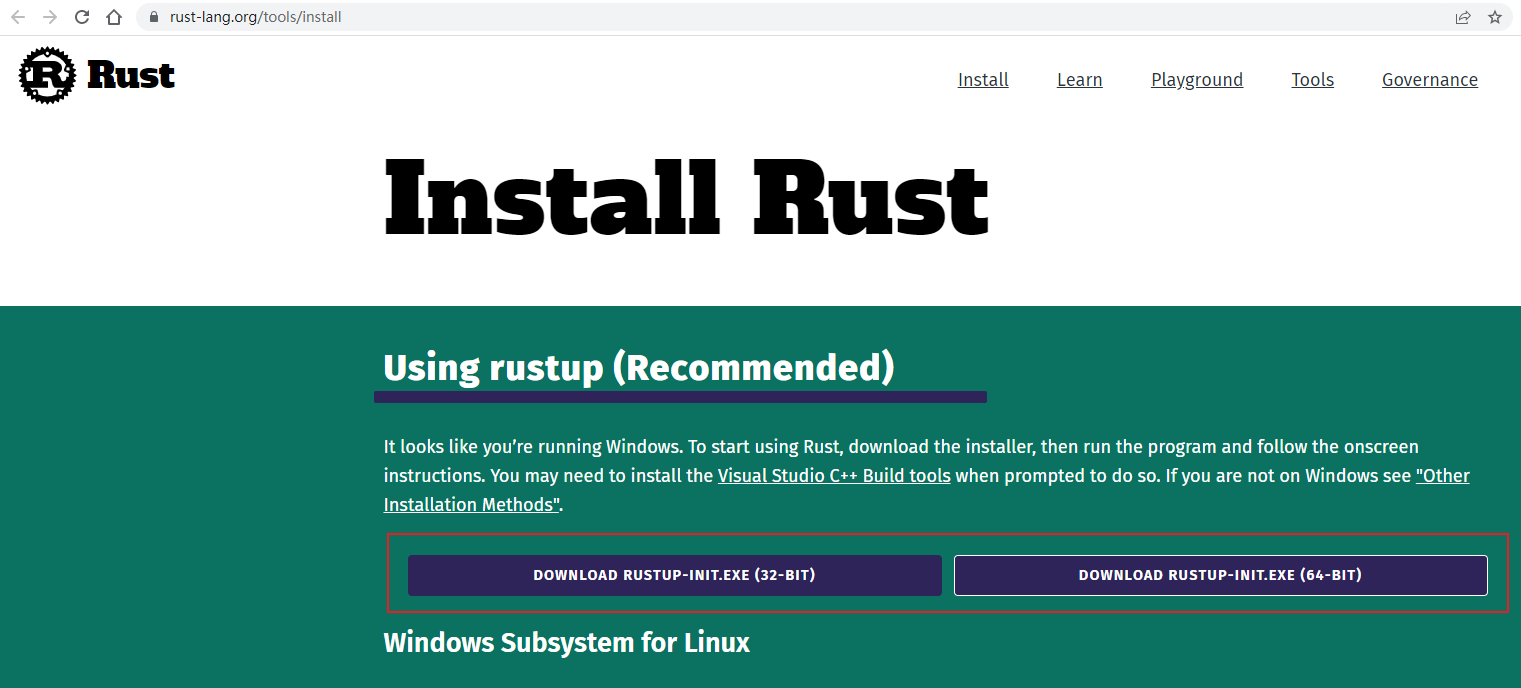 rust-lang.org/tools/install
R Rust
Install Learn Playground Tools Governance
Install Rust
Using rustup (Recommended)
It looks like you’re running Windows. To start using Rust, download the installer, then run the program and follow the onscreen
instructions. You may need to install the Visual Studio C++ Build tools when prompted to do so. If you are not on Windows see "Other
Installation Methods".
DOWNLOAD RUSTUP-INIT.EXE (32-BIT) DOWNLOAD RUSTUP-INIT.EXE (64-BIT)
Windows Subsystem for Linux